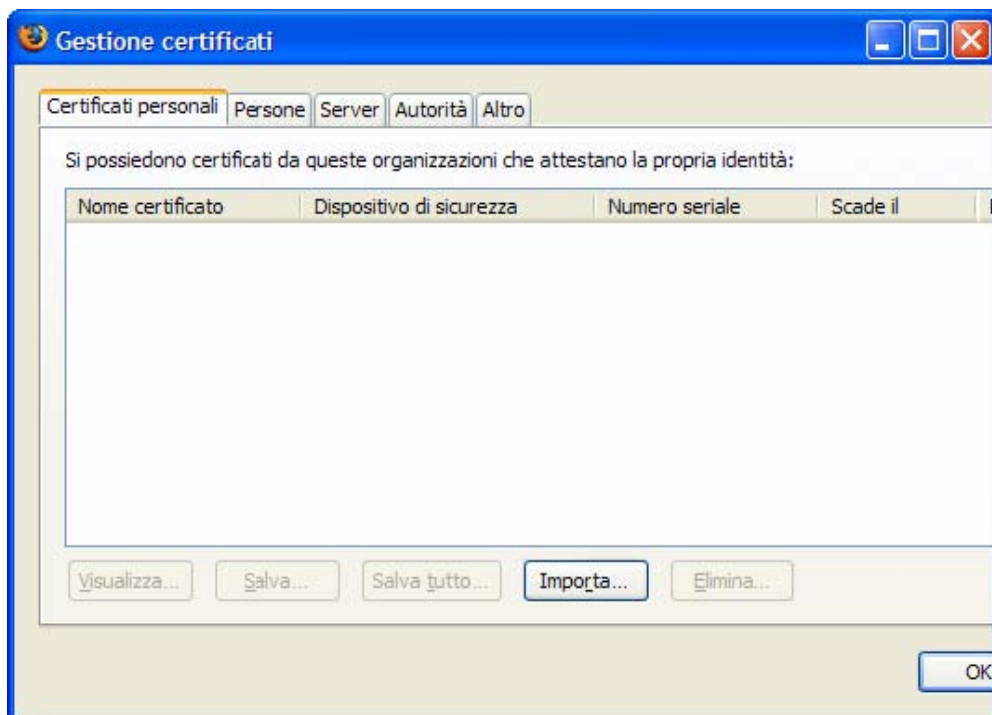 Gestione certificati
Certificati personali Persone Server Autorità Altro
Si possiedono certificati da queste organizzazioni che attestano la propria identità:
Nome certificato Dispositivo di sicurezza Numero seriale Scade il
Visualizza... Salva... Salva tutto... Importa... Elimina...
OK